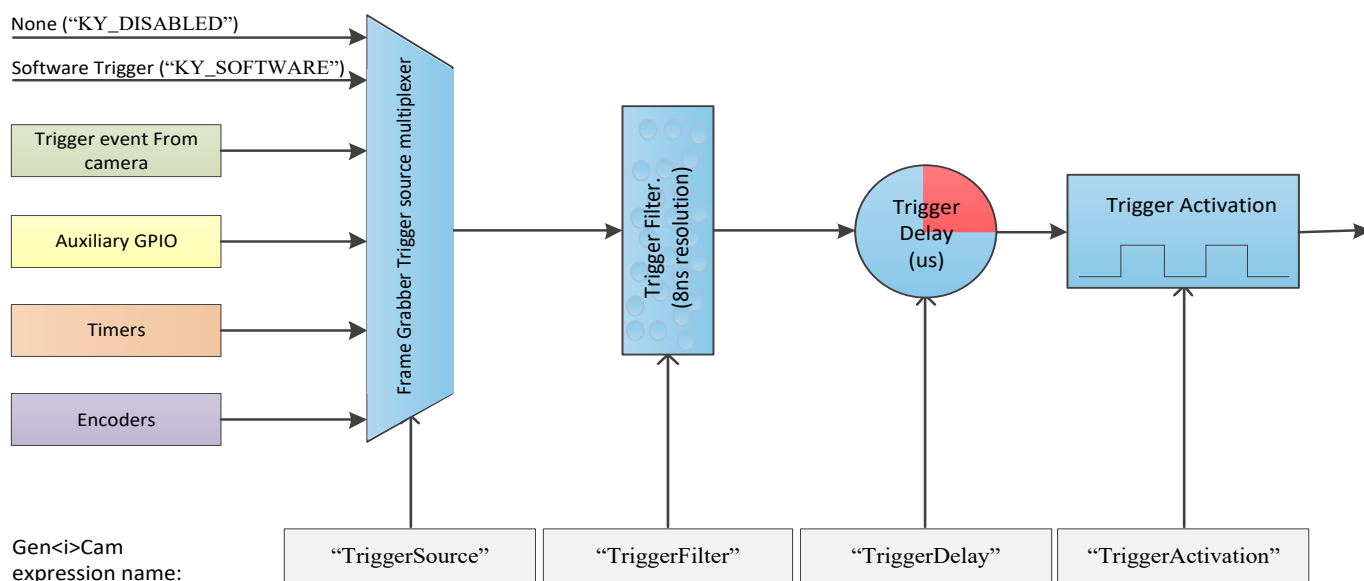 None (“KY_DISABLED”)
Software Trigger (“KY_SOFTWARE”)
Trigger event From
camera
Auxiliary GPIO
Timers
Encoders
Frame Grabber Trigger source multiplexer
Trigger Filter.
(8ns resolution)
Trigger
Delay
(us)
Trigger Activation
Gen<i>Cam
expression name:
“TriggerSource”
“TriggerFilter”
“TriggerDelay”
“TriggerActivation”